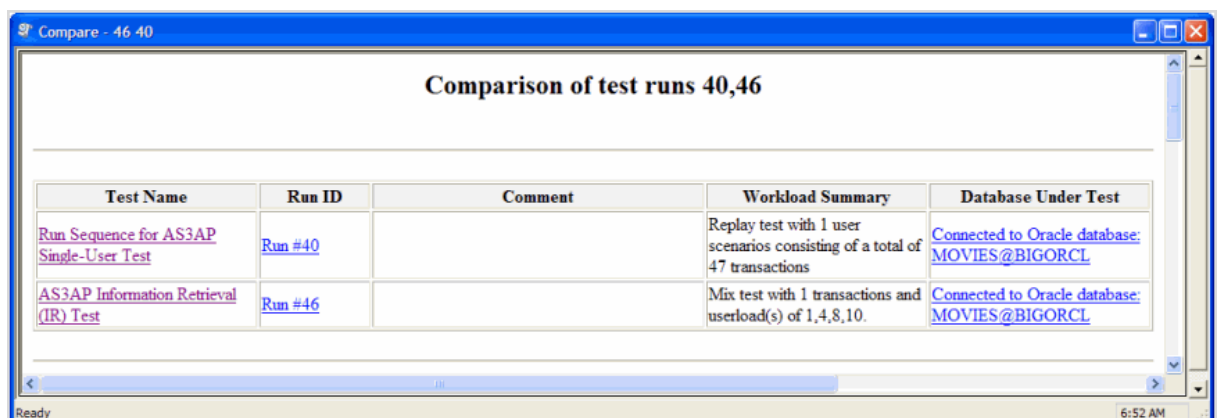 Compare - 46 40
Comparison of test runs 40,46
Test Name Run ID Comment Workload Summary Database Under Test
Run Sequence for AS3AP
Single-User Test
Run #40
Replay test with 1 user
scenarios consisting of a total of
47 transactions
Connected to Oracle database:
MOVIES@BIGORCL
AS3AP Information Retrieval
(IR) Test
Run #46
Mix test with 1 transactions and
userload(s) of 1,4,8,10.
Connected to Oracle database:
MOVIES@BIGORCL
Ready 6:52 AM